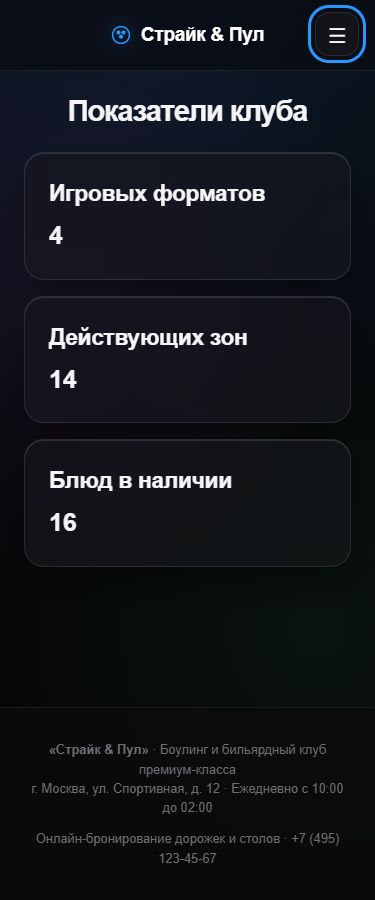 Страйк & Пул
Показатели клуба
Игровых форматов
4
Действующих зон
14
Блюд в наличии
16
«Страйк & Пул» · Боулинг и бильярдный клуб
премиум-класса
г. Москва, ул. Спортивная, д. 12 · Ежедневно с 10:00
до 02:00
Онлайн-бронирование дорожек и столов · +7 (495)
123-45-67